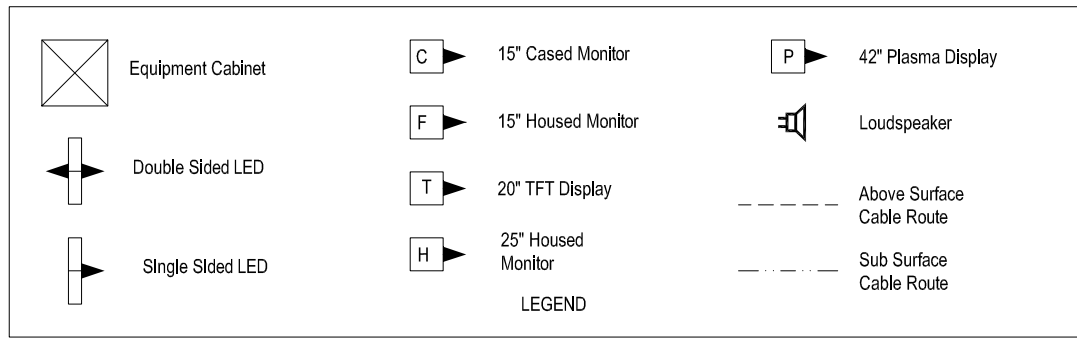 Equipment Cabinet
Double Sided LED
Single Sided LED
C 15" Cased Monitor
F 15" Housed Monitor
T 20" TFT Display
H 25" Housed
Monitor
LEGEND
P 42" Plasma Display
Loudspeaker
Above Surface
Cable Route
Sub Surface
Cable Route